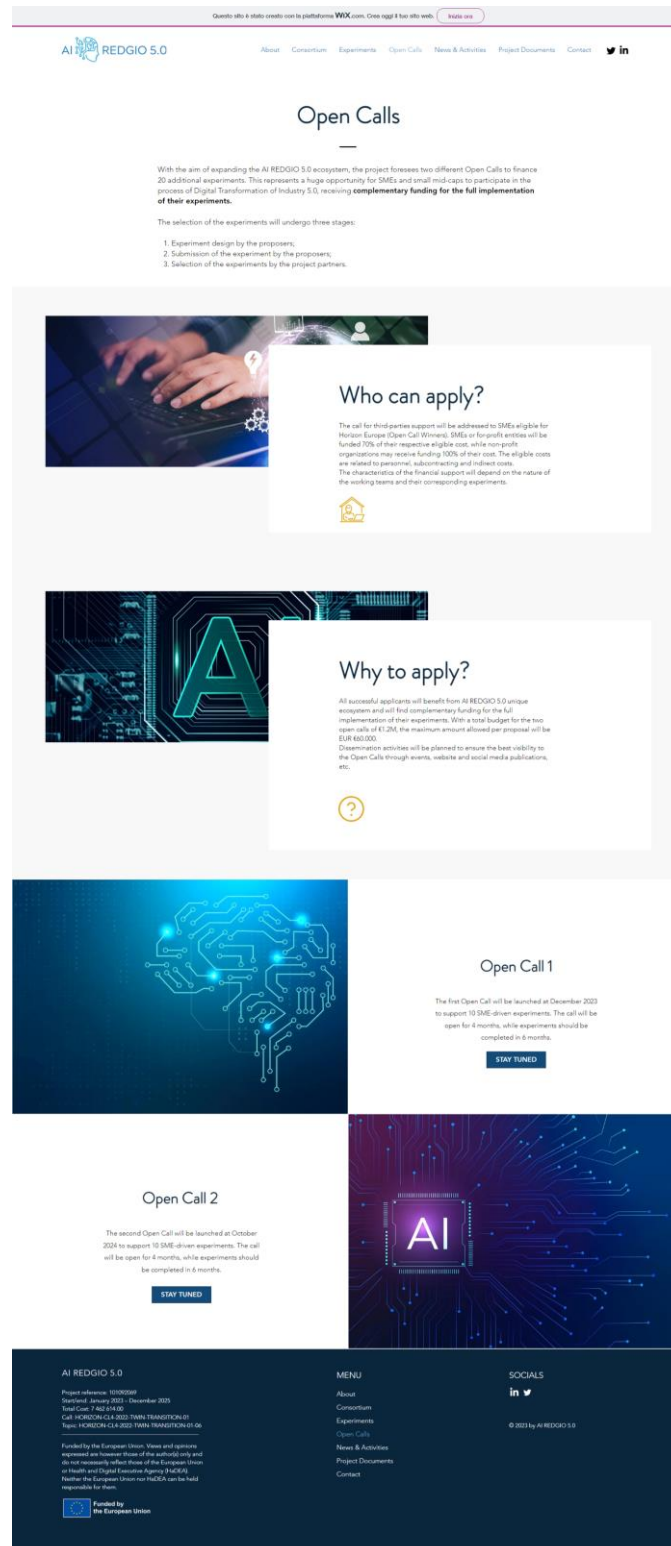 Questo sito è stato creato con la piattaforma WiX.com. Crea oggi il tuo sito web. Inizia ora
AI REDGIO 5.0
About Consortium Experiments Open Calls News & Activities Project Documents Contact
Open Calls
With the aim of expanding the AI REDGIO 5.0 ecosystem, the project foresees two different Open Calls to finance
20 additional experiments. This represents a huge opportunity for SMEs and small mid-caps to participate in the
process of Digital Transformation of Industry 5.0, receiving complementary funding for the full implementation
of their experiments.
The selection of the experiments will undergo three stages:
1. Experiment design by the proposers;
2. Submission of the experiment by the proposers;
3. Selection of the experiments by the project partners.
Who can apply?
The call for third-parties support will be addressed to SMEs eligible for
Horizon Europe (Open Call Winners). SMEs or for-profit entities will be
funded 70% of their respective eligible cost, while non-profit
organizations may receive funding 100% of their cost. The eligible costs
are related to personnel, subcontracting and indirect costs.
The characteristics of the financial support will depend on the nature of
the working teams and their corresponding experiments.
A
Why to apply?
All successful applicants will benefit from AI REDGIO 5.0 unique
ecosystem and will find complementary funding for the full
implementation of their experiments. With a total budget for the two
open calls of €1.2M, the maximum amount allowed per proposal will be
EUR €60.000.
Dissemination activities will be planned to ensure the best visibility to
the Open Calls through events, website and social media publications,
etc.
?
Open Call 1
The first Open Call will be launched at December 2023
to support 10 SME-driven experiments. The call will be
open for 4 months, while experiments should be
completed in 6 months.
STAY TUNED
Open Call 2
The second Open Call will be launched at October
2024 to support 10 SME-driven experiments. The call
will be open for 4 months, while experiments should
be completed in 6 months.
STAY TUNED
AI
AI REDGIO 5.0
Project reference: 101092069
Start/end: January 2023 – December 2025
Total Cost: 7 462 614.00
Call: HORIZON-CL4-2022-TWIN-TRANSITION-01
Topic: HORIZON-CL4-2022-TWIN-TRANSITION-01-06
Funded by the European Union. Views and opinions
expressed are however those of the author(s) only and
do not necessarily reflect those of the European Union
or Health and Digital Executive Agency (HaDEA).
Neither the European Union nor HaDEA can be held
responsible for them.
Funded by
the European Union
MENU
About
Consortium
Experiments
Open Calls
News & Activities
Project Documents
Contact
SOCIALS
© 2023 by AI REDGIO 5.0